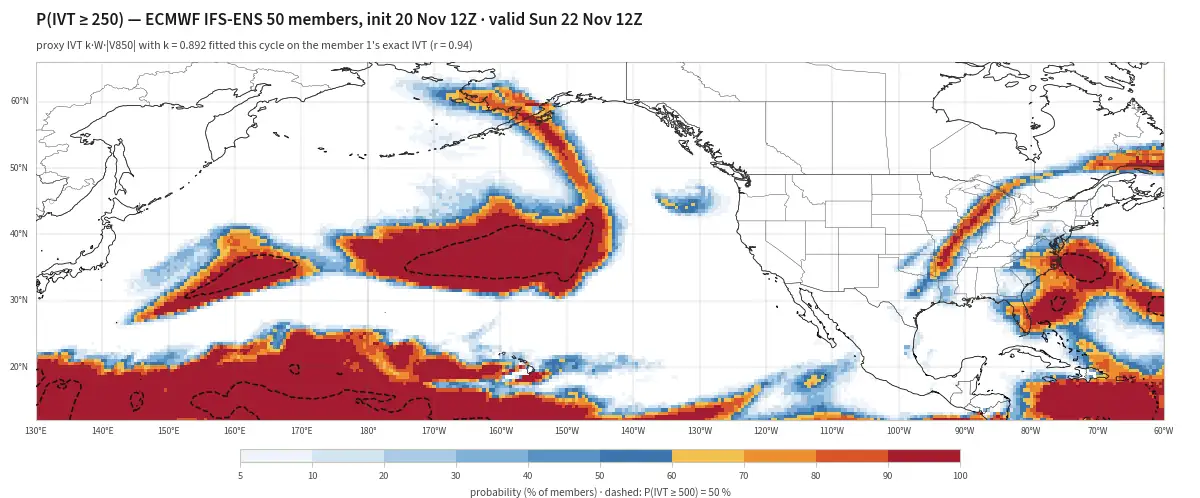 P(IVT ≥ 250) — ECMWF IFS-ENS 50 members, init 20 Nov 12Z · valid Sun 22 Nov 12Z
proxy IVT k·W·|V850| with k = 0.892 fitted this cycle on the member 1's exact IVT (r = 0.94)
60°N
50°N
40°N
30°N
20°N
130°E 140°E 150°E 160°E 170°E 180° 170°W 160°W 150°W 140°W 130°W 120°W 110°W 100°W 90°W 80°W 70°W 60°W
5 10 20 30 40 50 60 70 80 90 100
probability (% of members) · dashed: P(IVT ≥ 500) = 50 %